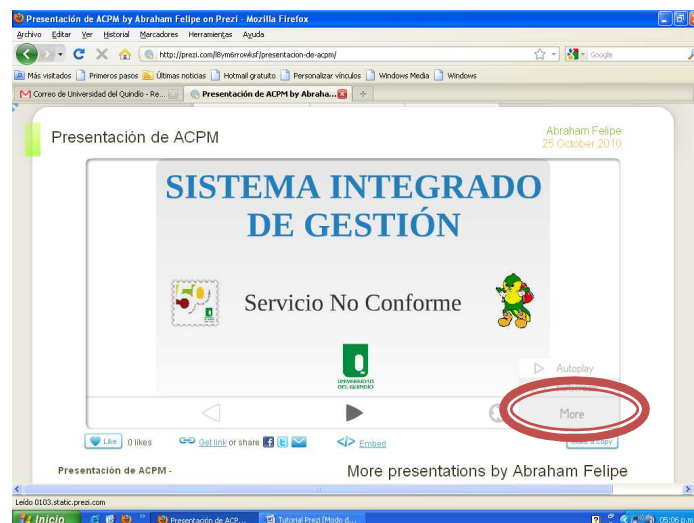 Presentación de ACPM by Abraham Felipe on Prezi - Mozilla Firefox
Archivo Editar Ver Historial Marcadores Herramientas Ayuda
http://prezi.com/l8ym6rrowksf/presentacion-de-acpm/
Google
Más visitados Primeros pasos Últimas noticias Hotmail gratuito Personalizar vínculos Windows Media Windows
Correo de Universidad del Quindío - Re... Presentación de ACPM by Abraha...
Presentación de ACPM
Abraham Felipe
25 October 2010
SISTEMA INTEGRADO
DE GESTIÓN
Servicio No Conforme
UNIVERSIDAD
DEL QUINDÍO
Autoplay
More
Like 0 likes Get link or share Embed Make a copy
Presentación de ACPM -
More presentations by Abraham Felipe
Leído 0103.static.prezi.com
Inicio Presentación de ACP... Tutorial Prezi [Modo d... 05:06 p.m.